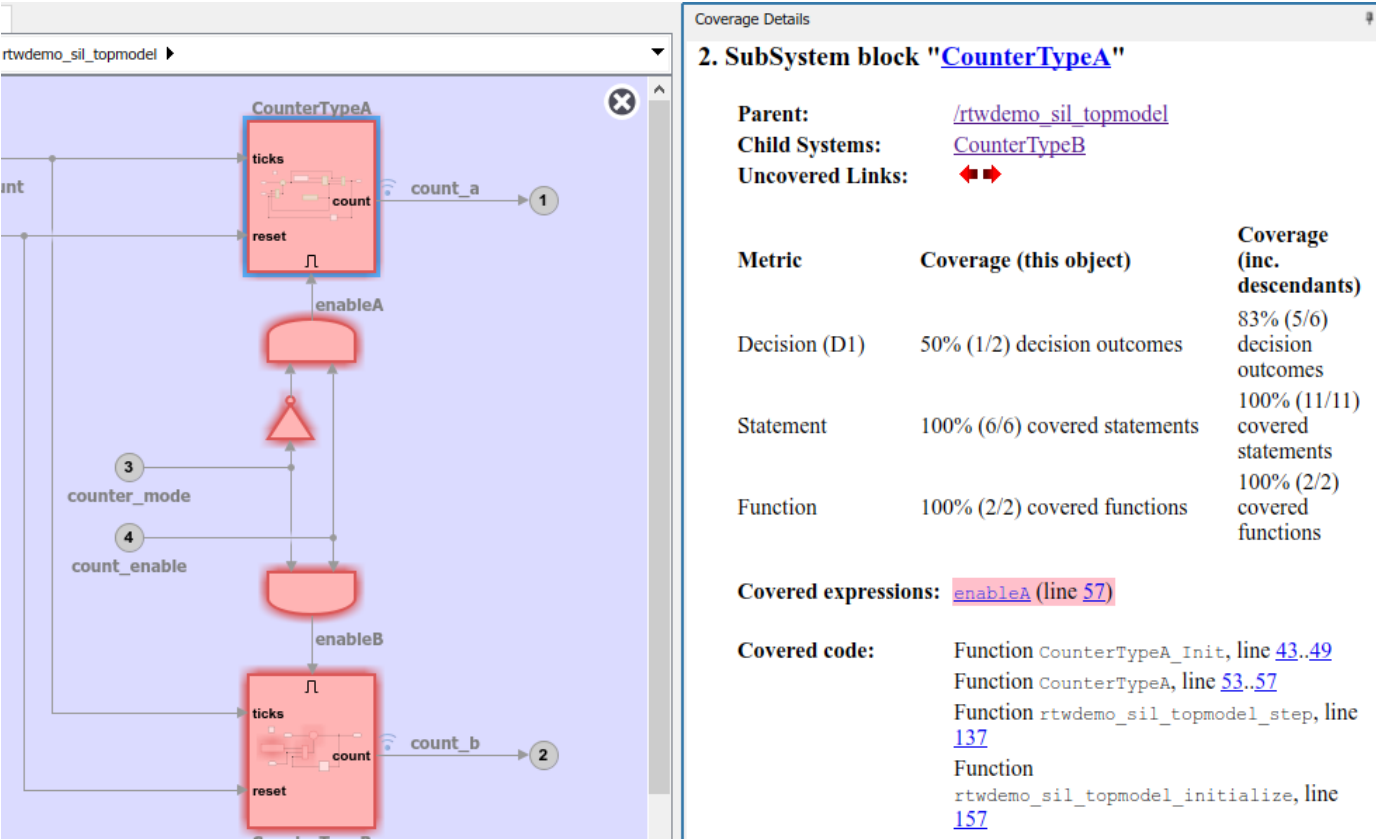 rtwdemo_sil_topmodel
CounterTypeA
ticks
count
reset
count_a
1
enableA
3
counter_mode
4
count_enable
enableB
ticks
count
reset
count_b
2
Coverage Details
2. SubSystem block "CounterTypeA"
Parent: /rtwdemo_sil_topmodel
Child Systems: CounterTypeB
Uncovered Links:
Metric Coverage (this object) Coverage (inc. descendants)
Decision (D1) 50% (1/2) decision outcomes 83% (5/6) decision outcomes
Statement 100% (6/6) covered statements 100% (11/11) covered statements
Function 100% (2/2) covered functions 100% (2/2) covered functions
Covered expressions: enableA (line 57)
Covered code: Function CounterTypeA_Init, line 43..49
Function CounterTypeA, line 53..57
Function rtwdemo_sil_topmodel_step, line
137
Function
rtwdemo_sil_topmodel_initialize, line
157